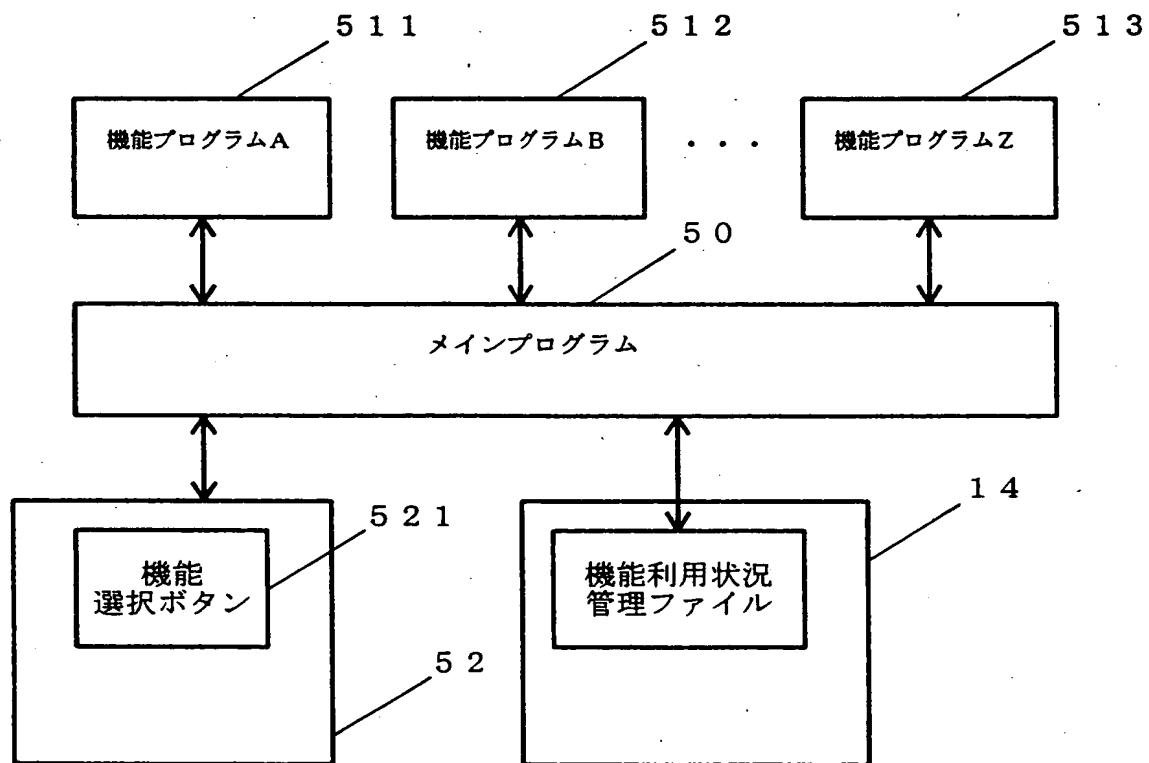 ５１１
５１２
５１３
機能プログラムＡ
機能プログラムＢ
・・・
機能プログラムＺ
５０
メインプログラム
５２１
１４
機能
選択ボタン
機能利用状況
管理ファイル
５２